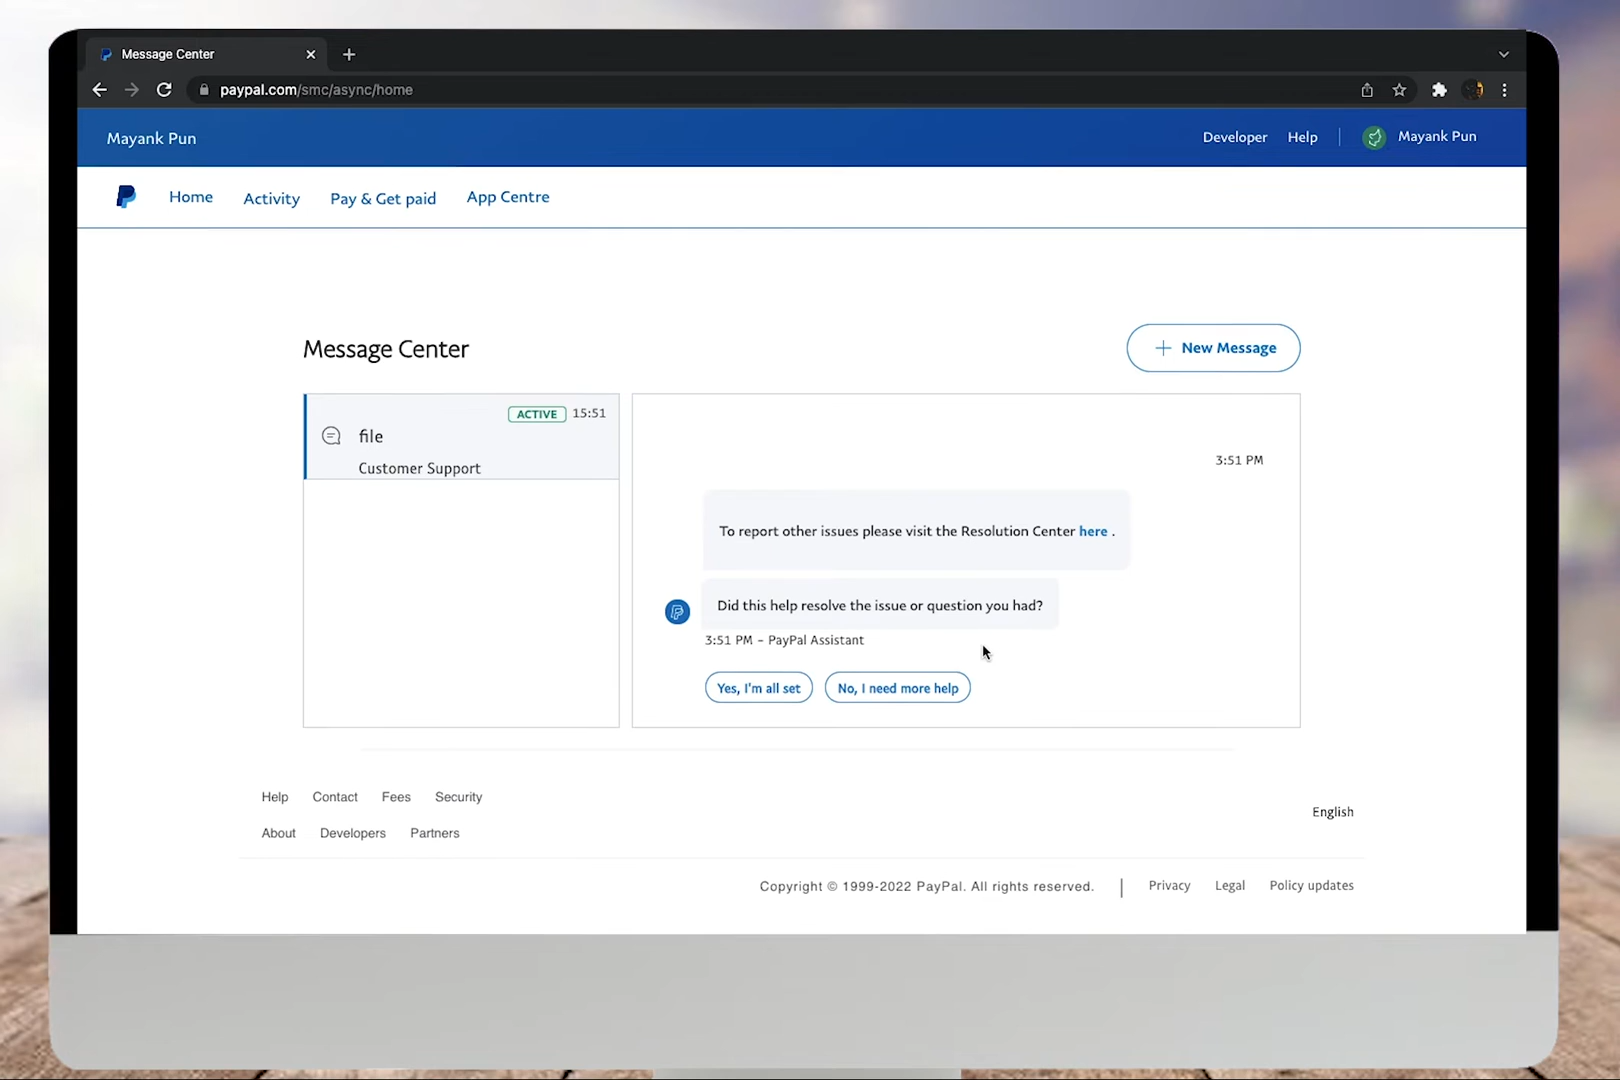 Message Center
paypal.com/smc/async/home
Mayank Pun
Developer Help Mayank Pun
Home Activity Pay & Get paid App Centre
Message Center
+ New Message
ACTIVE 15:51
file
Customer Support
3:51 PM
To report other issues please visit the Resolution Center here .
Did this help resolve the issue or question you had?
3:51 PM – PayPal Assistant
Yes, I'm all set No, I need more help
Help Contact Fees Security
About Developers Partners
English
Copyright © 1999-2022 PayPal. All rights reserved. | Privacy Legal Policy updates